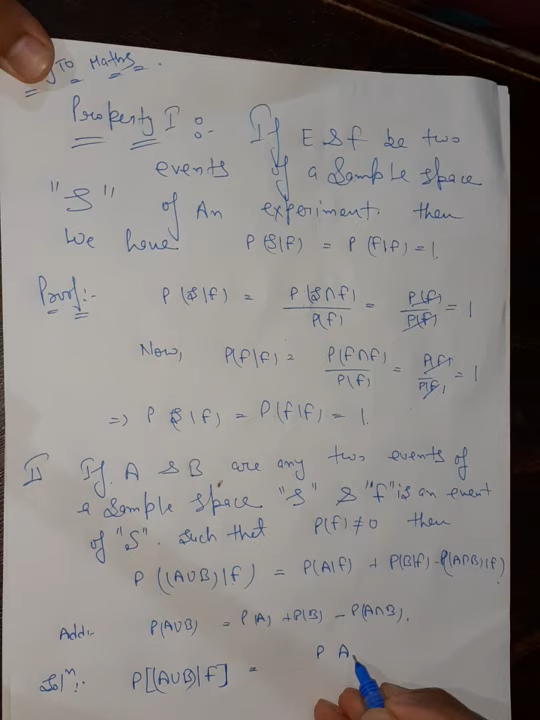 TO Maths.
Property I :- If E & f be two
events of a Sample Space
"S" of An experiment. then
We have P(S|f) = P(f|f) = 1.
Proof:- P(S|f) = P(S∩f)/P(f) = P(f)/P(f) = 1
Now, P(f|f) = P(f∩f)/P(f) = P(f)/P(f) = 1
=> P(S|f) = P(f|f) = 1.
II If A & B are any two events of
a Sample Space "S" & "f" is an event
of "S". Such that P(f) ≠ 0 then
P((A∪B)|f) = P(A|f) + P(B|f) - P((A∩B)|f)
Add:- P(A∪B) = P(A) + P(B) - P(A∩B).
Solⁿ:- P[(A∪B)|f] = P A